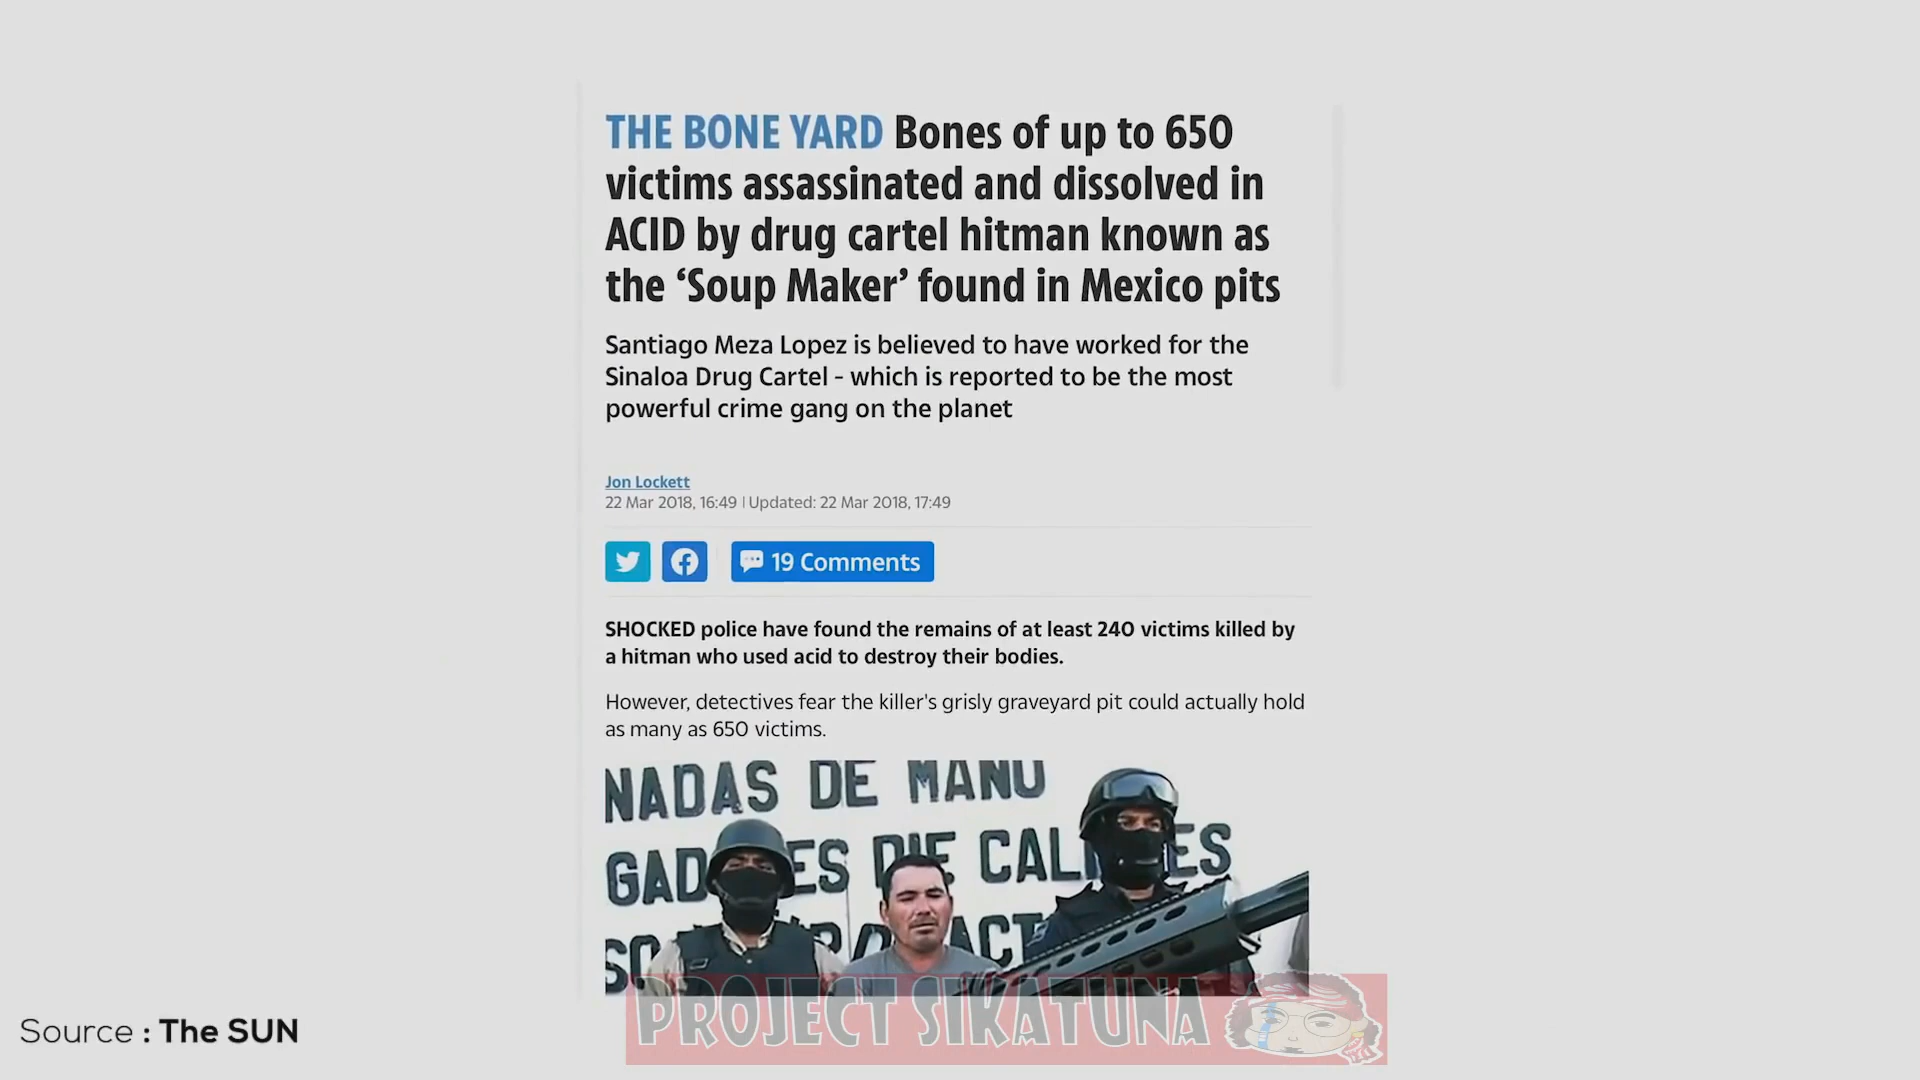 THE BONE YARD Bones of up to 650
victims assassinated and dissolved in
ACID by drug cartel hitman known as
the ‘Soup Maker’ found in Mexico pits
Santiago Meza Lopez is believed to have worked for the
Sinaloa Drug Cartel - which is reported to be the most
powerful crime gang on the planet
Jon Lockett
22 Mar 2018, 16:49 | Updated: 22 Mar 2018, 17:49
19 Comments
SHOCKED police have found the remains of at least 240 victims killed by
a hitman who used acid to destroy their bodies.
However, detectives fear the killer's grisly graveyard pit could actually hold
as many as 650 victims.
NADAS DE MANO
GAD ES DE CALI ES
PROJECT SIKATUNA
Source : The SUN